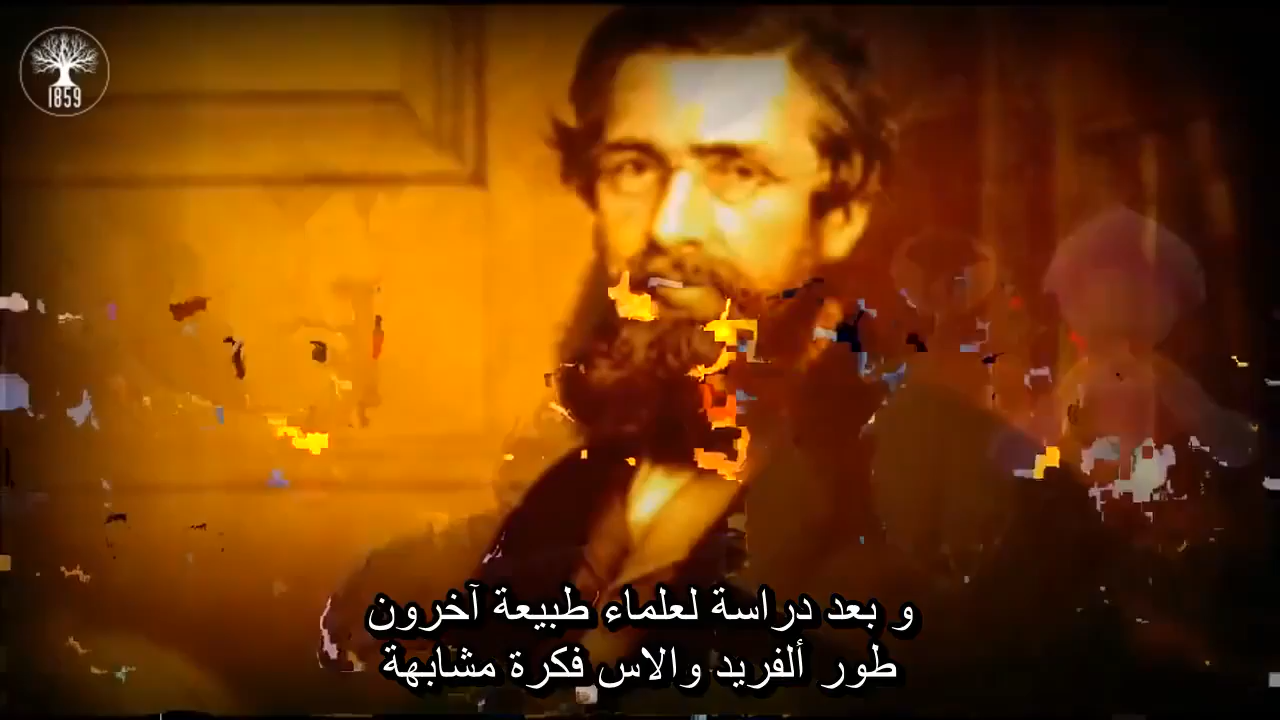 1859
و بعد دراسة لعلماء طبيعة آخرون
طور ألفريد والاس فكرة مشابهة